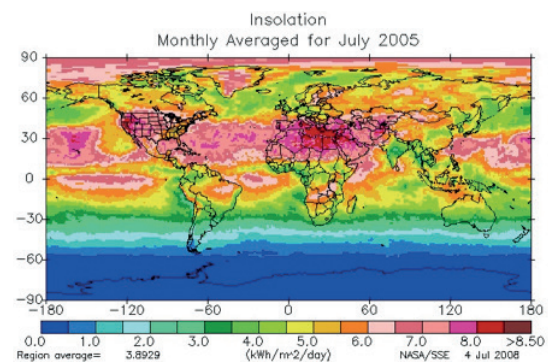 Insolation
Monthly Averaged for July 2005
90
60
30
0
−30
−60
−90
−180 −120 −60 0 60 120 180
0.0 1.0 2.0 3.0 4.0 5.0 6.0 7.0 8.0 >8.50
Region average= 3.8929 (kWh/m^2/day) NASA/SSE 4 Jul 2008